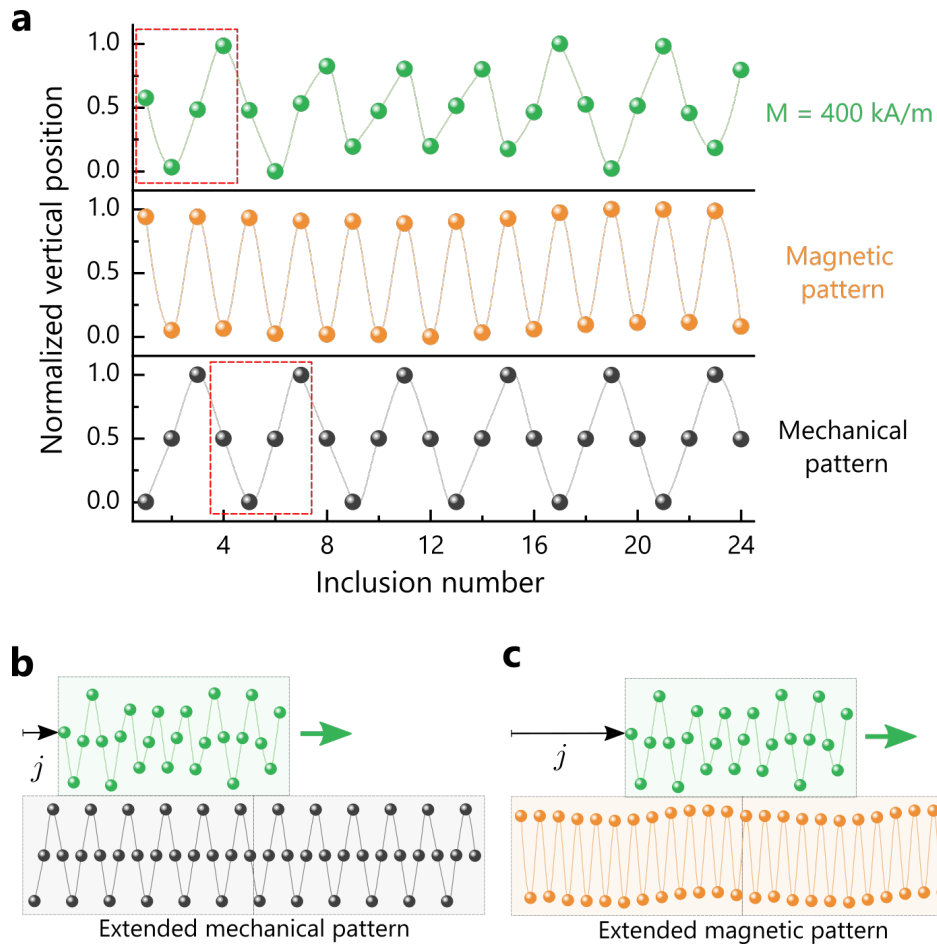 a
Normalized vertical position
1.0
0.5
0.0
M = 400 kA/m
1.0
0.5
0.0
Magnetic
pattern
1.0
0.5
0.0
Mechanical
pattern
4 8 12 16 20 24
Inclusion number
b
j
Extended mechanical pattern
c
j
Extended magnetic pattern